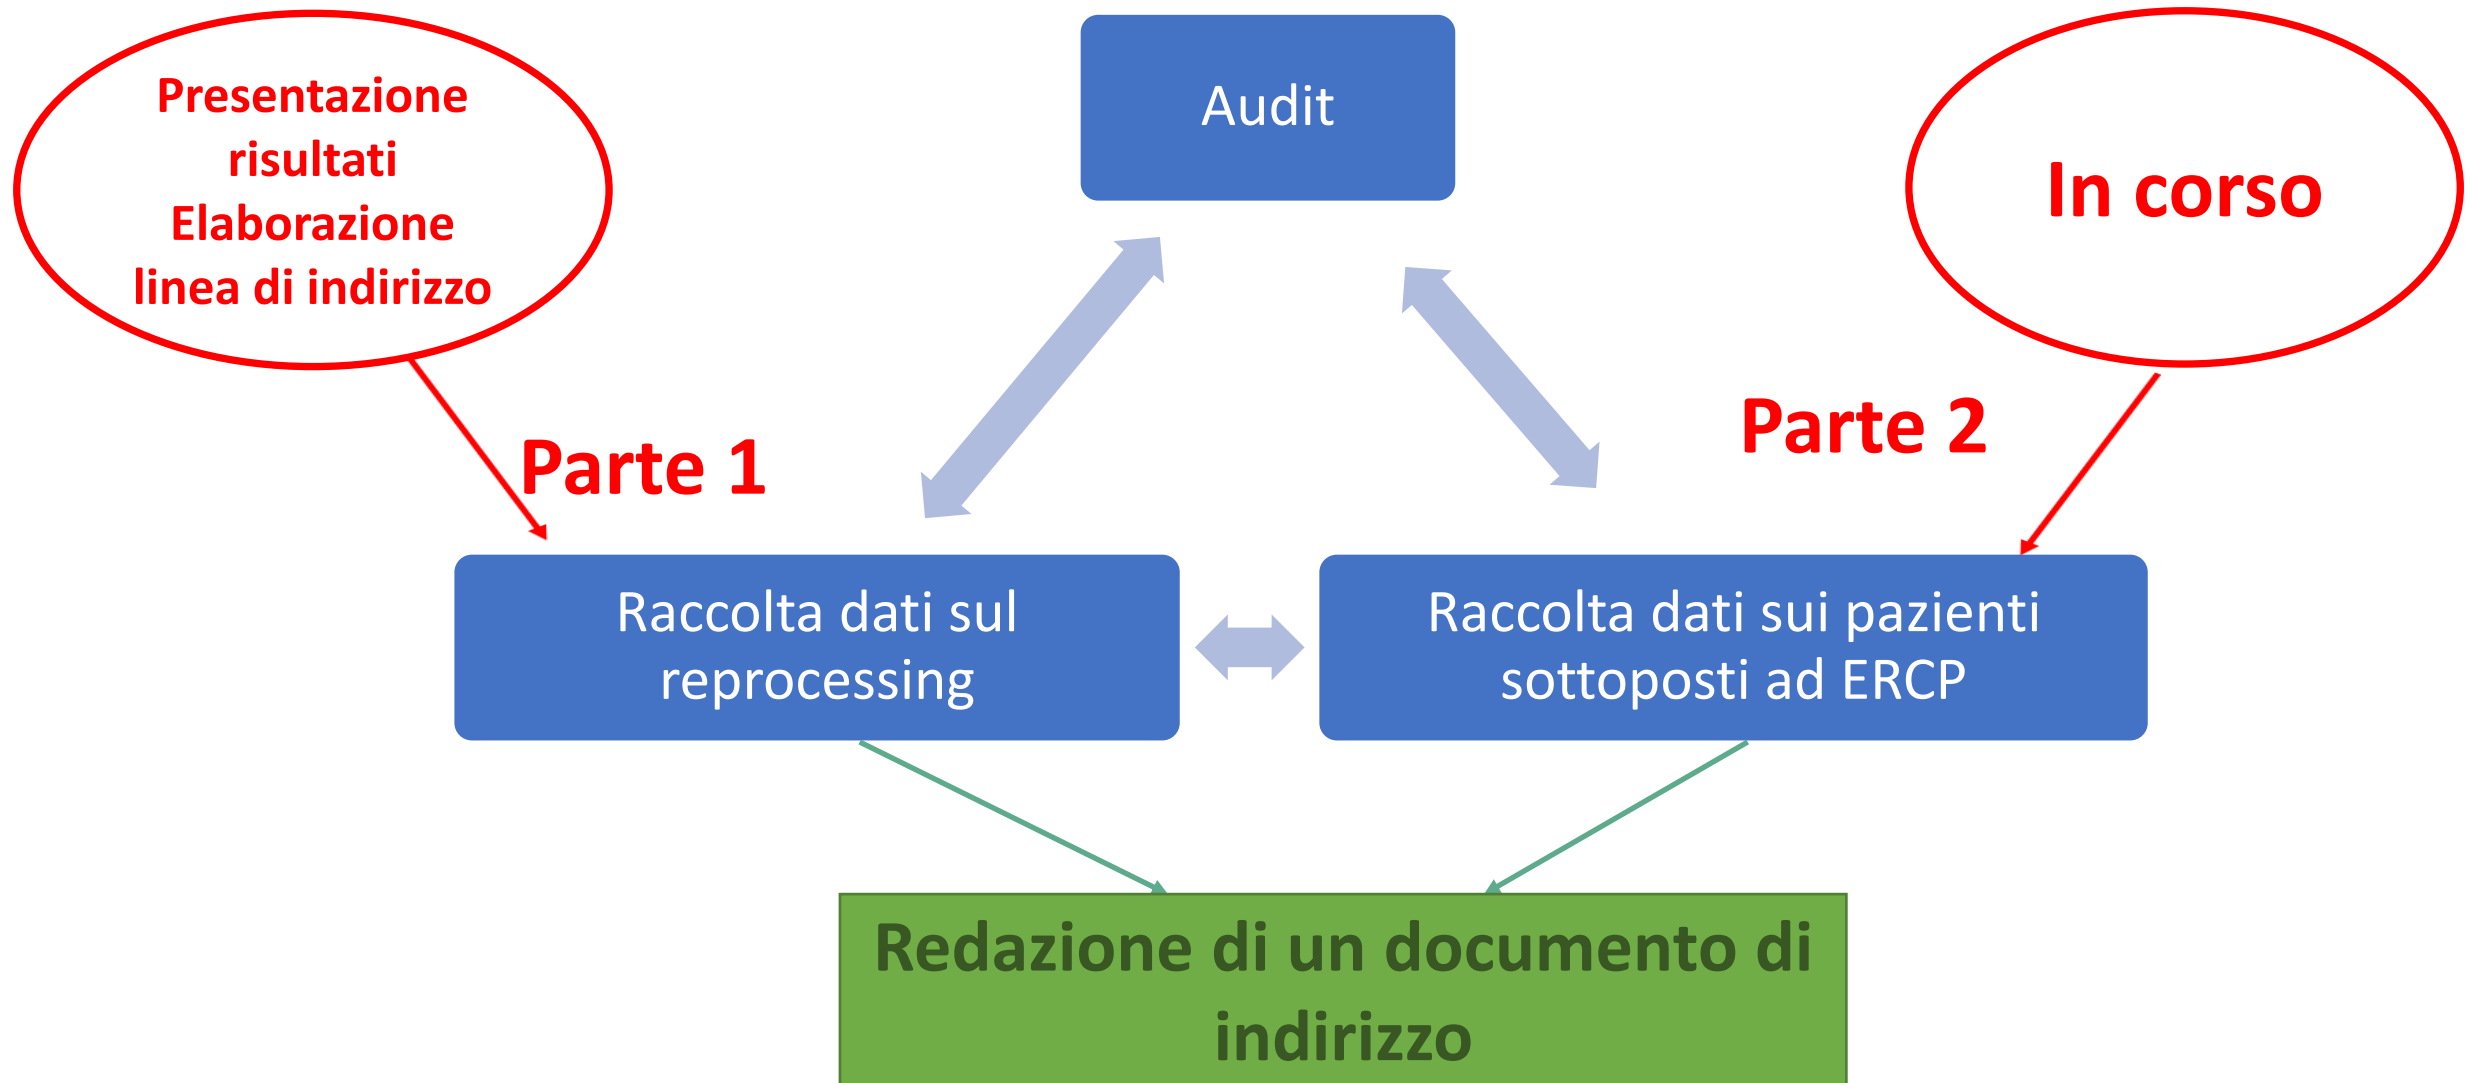 Presentazione
risultati
Elaborazione
linea di indirizzo
Audit
In corso
Parte 1
Parte 2
Raccolta dati sul
reprocessing
Raccolta dati sui pazienti
sottoposti ad ERCP
Redazione di un documento di
indirizzo